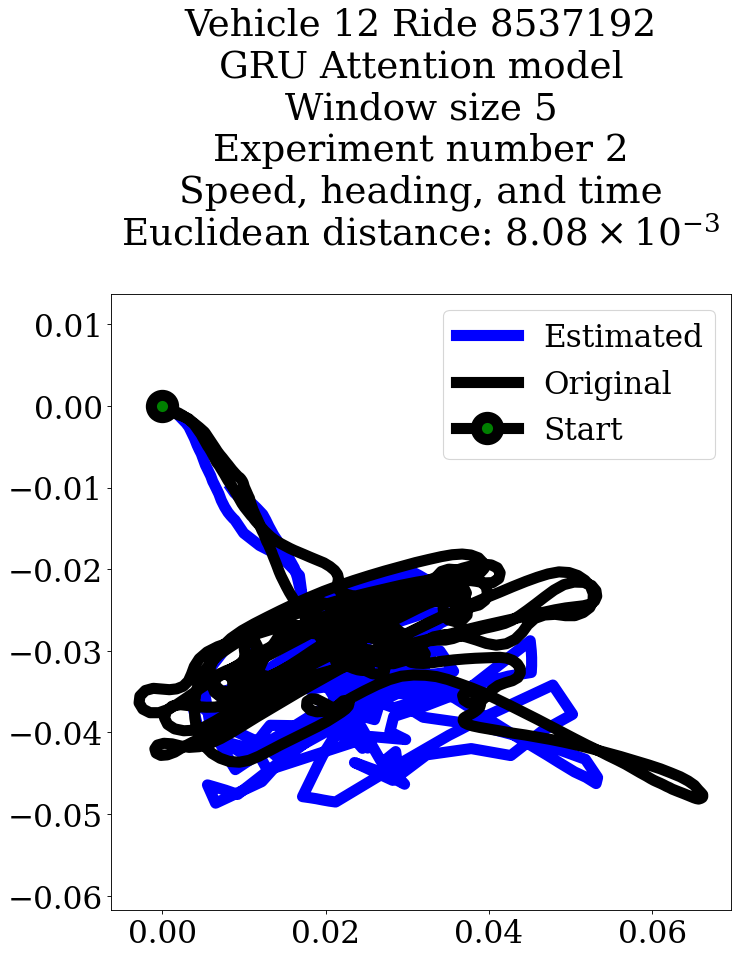 Vehicle 12 Ride 8537192
GRU Attention model
Window size 5
Experiment number 2
Speed, heading, and time
Euclidean distance: 8.08 × 10⁻³
Estimated
Original
Start
0.01
0.00
−0.01
−0.02
−0.03
−0.04
−0.05
−0.06
0.00 0.02 0.04 0.06